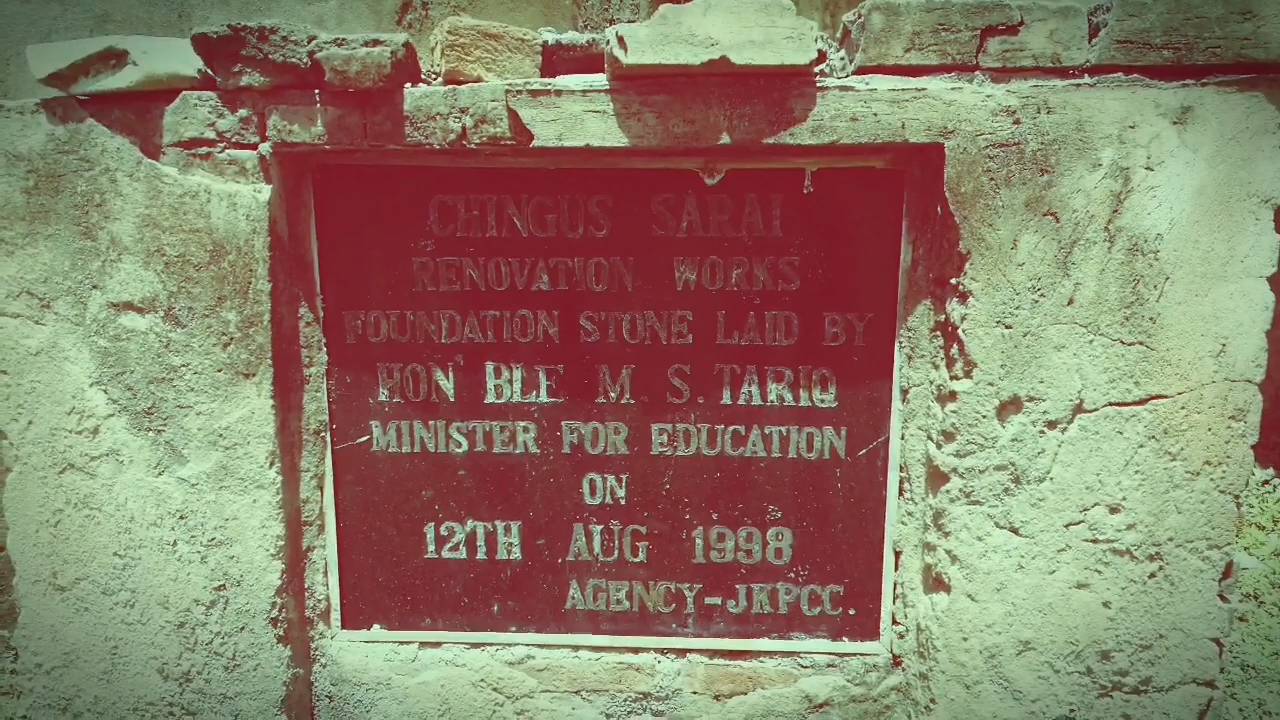 CHINGUS SARAI
RENOVATION WORKS
FOUNDATION STONE LAID BY
HON'BLE M. S. TARIQ
MINISTER FOR EDUCATION
ON
12TH AUG 1998
AGENCY-JKPCC.